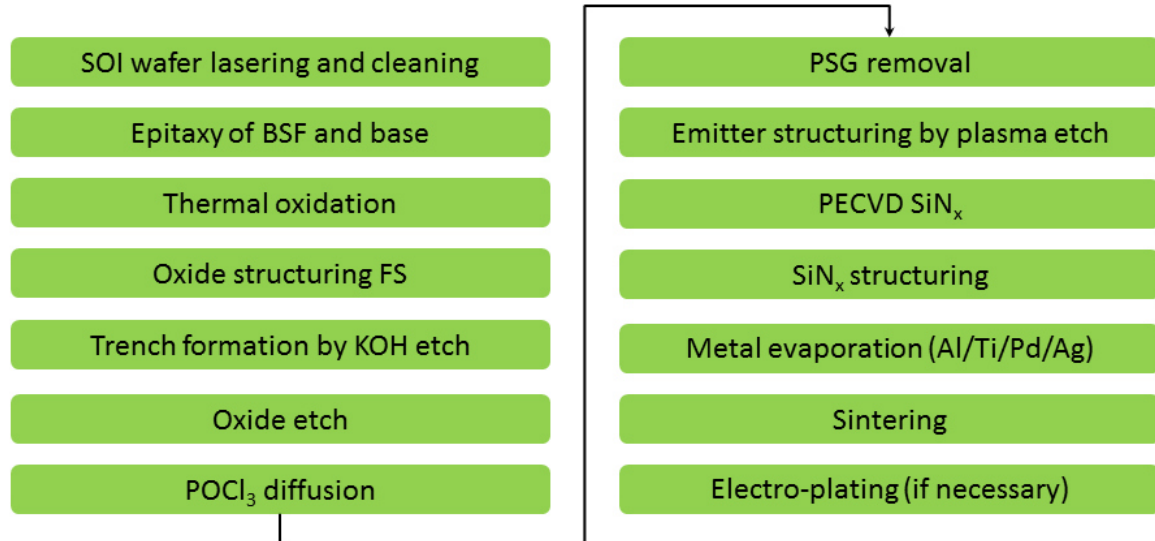 SOI wafer lasering and cleaning
Epitaxy of BSF and base
Thermal oxidation
Oxide structuring FS
Trench formation by KOH etch
Oxide etch
POCl₃ diffusion
PSG removal
Emitter structuring by plasma etch
PECVD SiNₓ
SiNₓ structuring
Metal evaporation (Al/Ti/Pd/Ag)
Sintering
Electro-plating (if necessary)